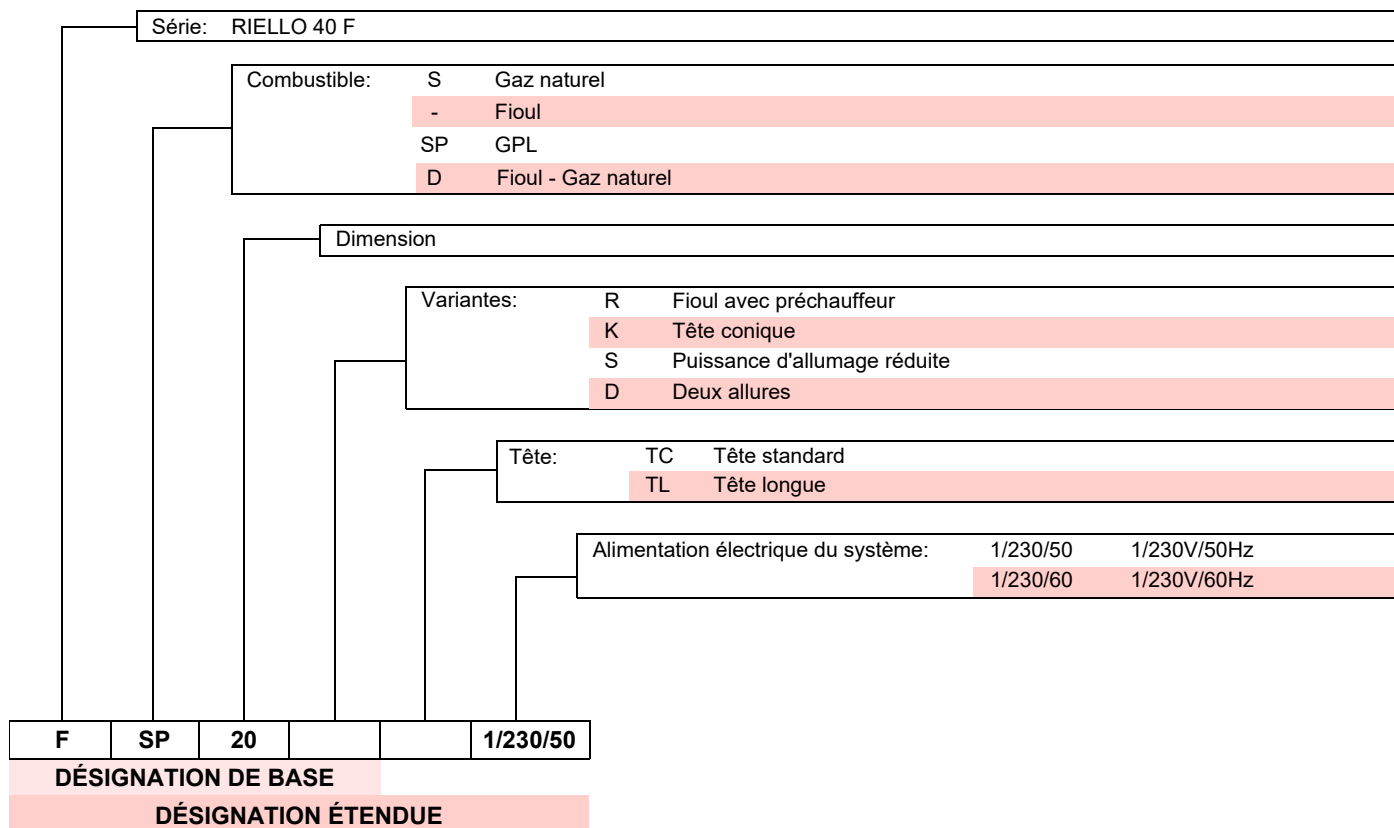 Série: RIELLO 40 F
Combustible: S Gaz naturel
- Fioul
SP GPL
D Fioul - Gaz naturel
Dimension
Variantes: R Fioul avec préchauffeur
K Tête conique
S Puissance d'allumage réduite
D Deux allures
Tête: TC Tête standard
TL Tête longue
Alimentation électrique du système: 1/230/50 1/230V/50Hz
1/230/60 1/230V/60Hz
F SP 20 1/230/50
DÉSIGNATION DE BASE
DÉSIGNATION ÉTENDUE